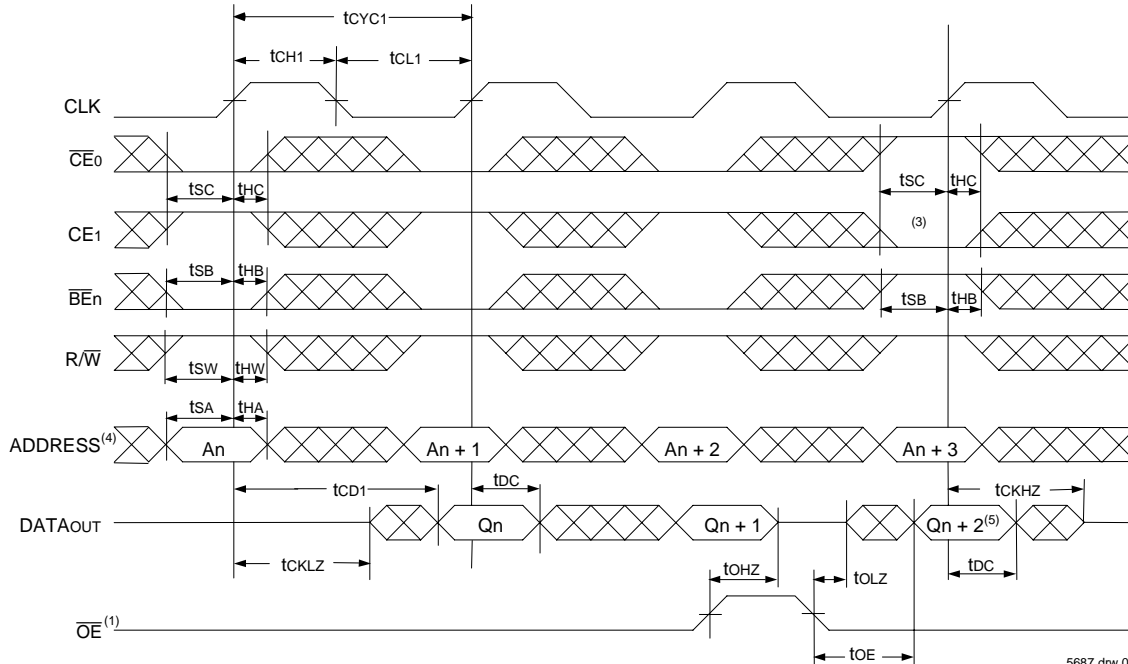 tCYC1
tCH1 tCL1
CLK
CE0
tSC tHC tSC tHC
CE1 (3)
tSB tHB
BEn tSB tHB
R/W
tSW tHW
tSA tHA
ADDRESS(4) An An + 1 An + 2 An + 3
tCD1 tDC tCKHZ
DATAOUT Qn Qn + 1 Qn + 2(5)
tCKLZ tOHZ tOLZ tDC
OE(1)
tOE